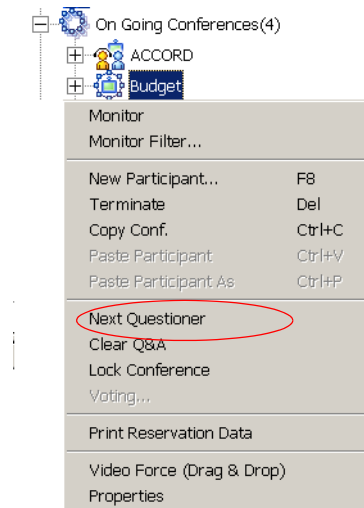 On Going Conferences(4)
ACCORD
Budget
Monitor
Monitor Filter...
New Participant... F8
Terminate Del
Copy Conf. Ctrl+C
Paste Participant Ctrl+V
Paste Participant As Ctrl+P
Next Questioner
Clear Q&A
Lock Conference
Voting...
Print Reservation Data
Video Force (Drag & Drop)
Properties